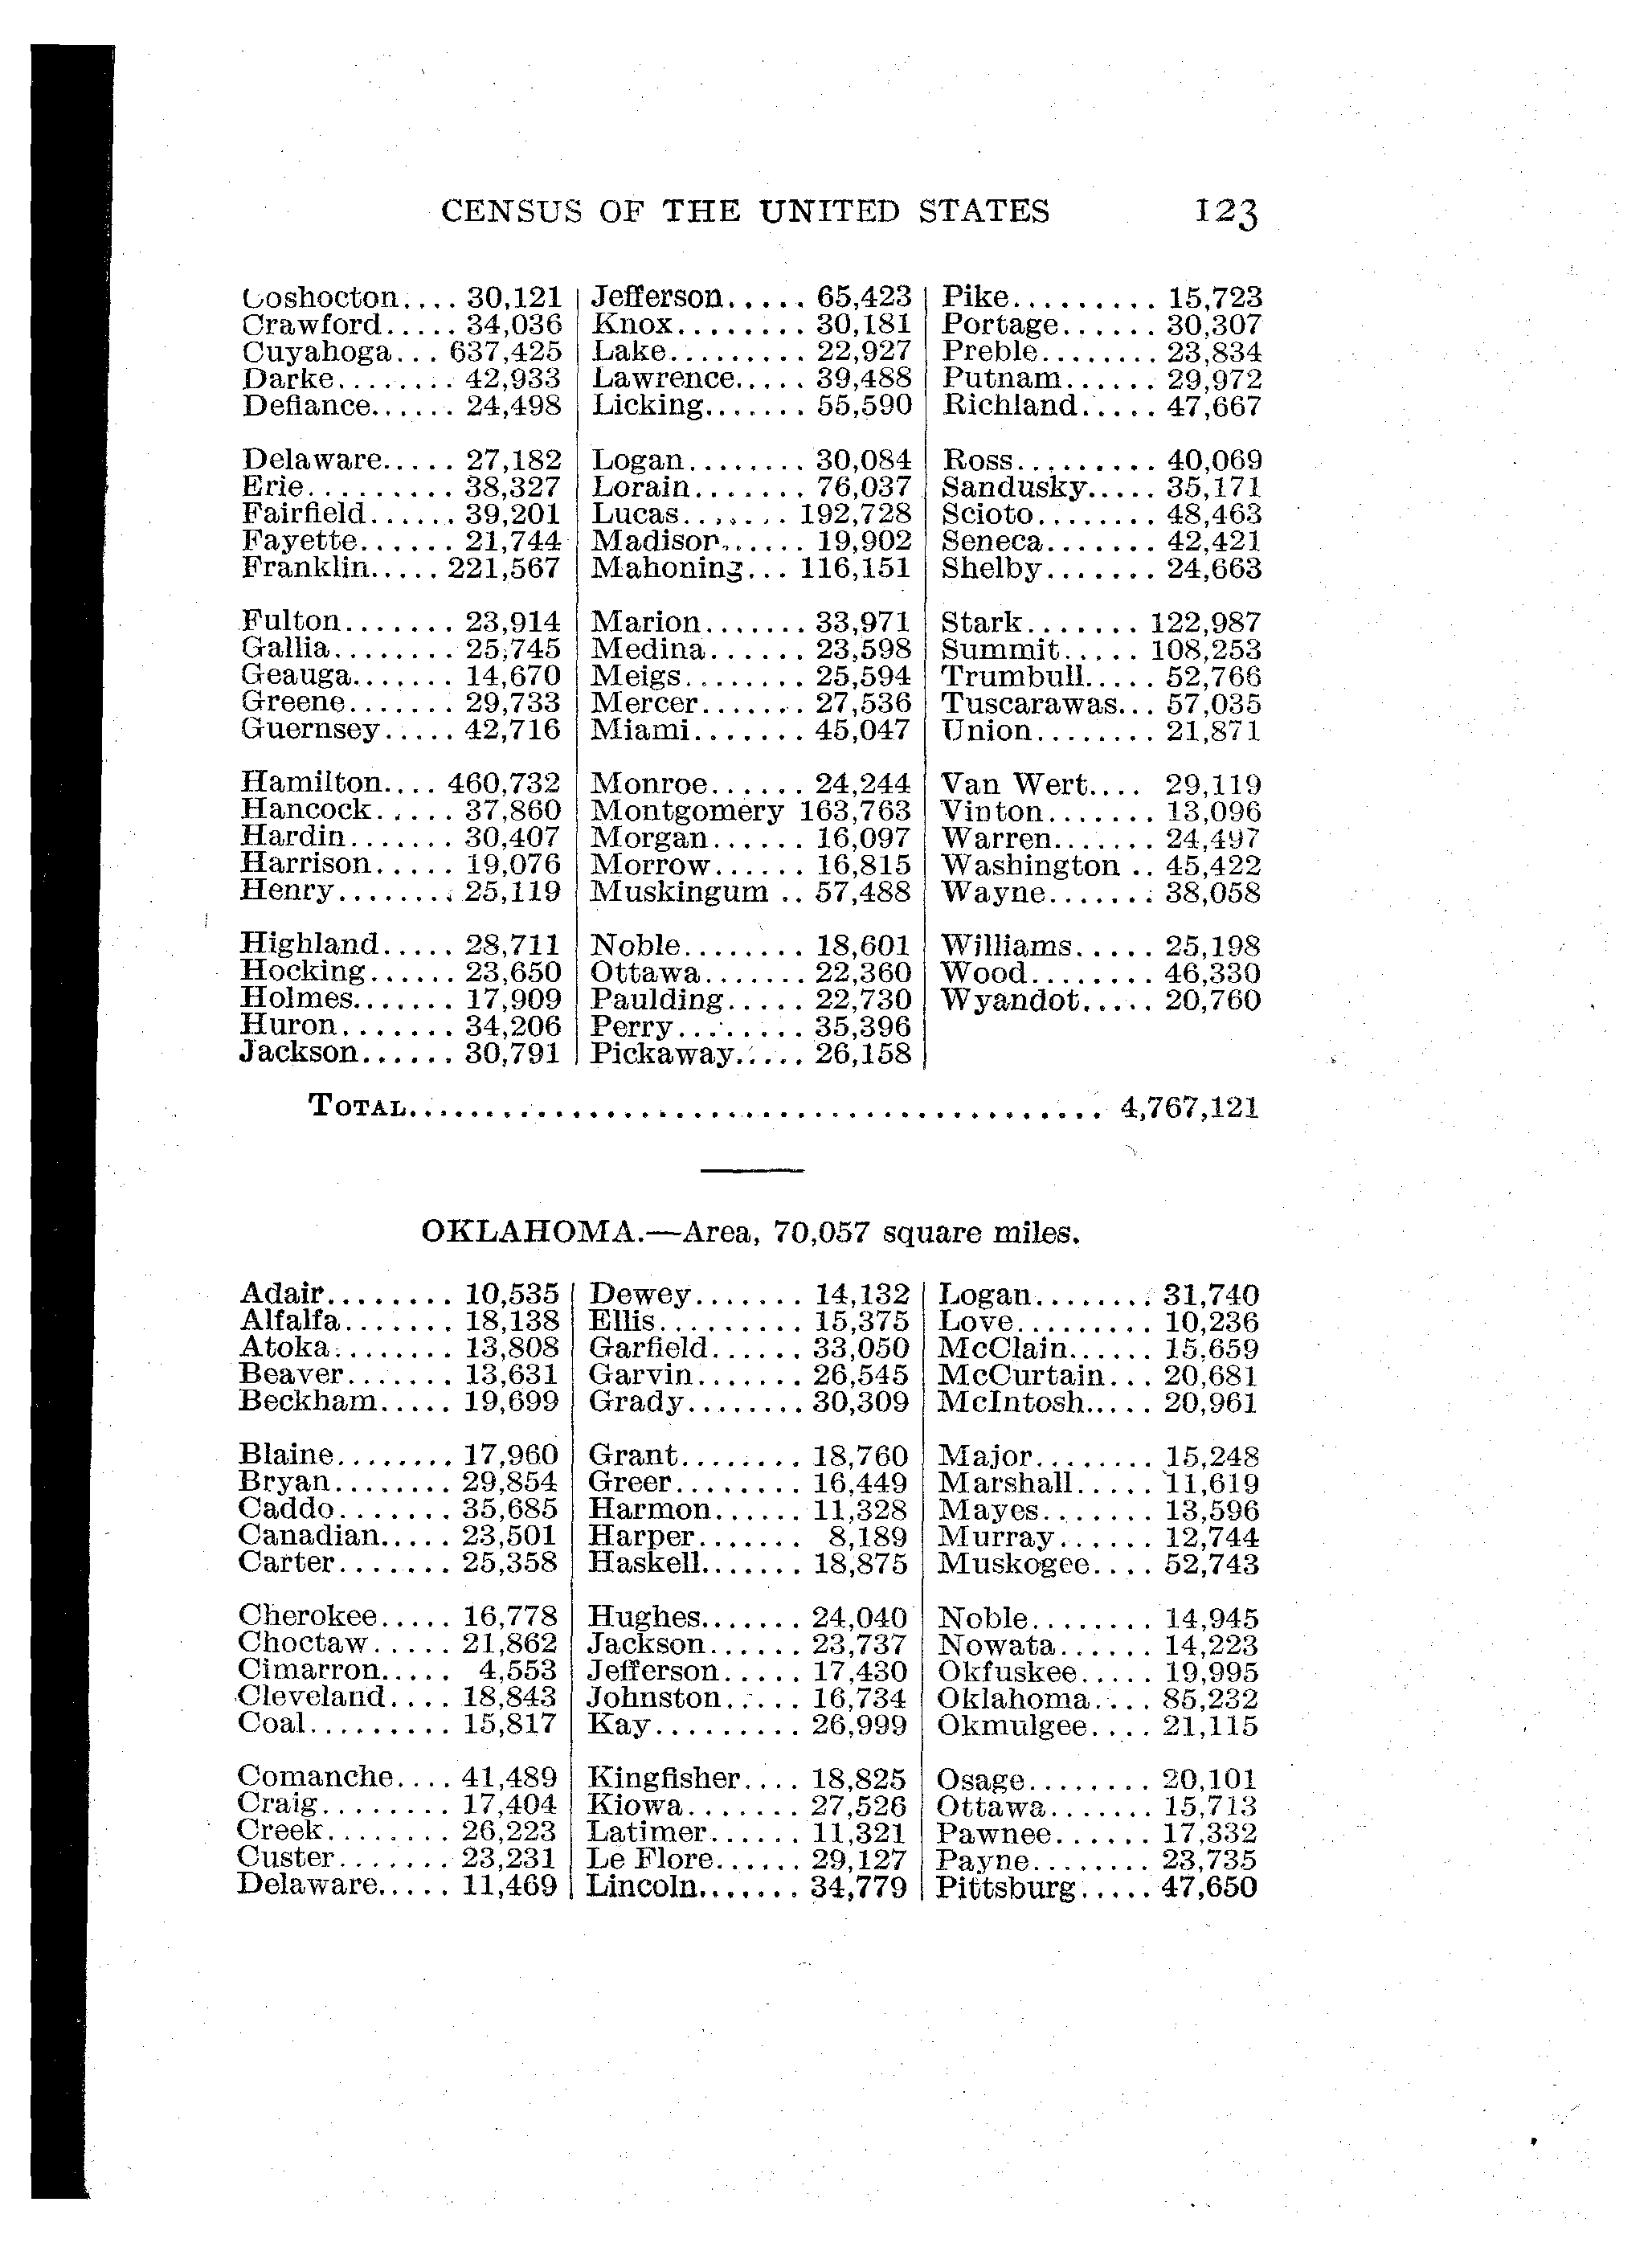 CENSUS OF THE UNITED STATES 123
Coshocton.... 30,121 | Jefferson..... 65,423 | Pike......... 15,723
Crawford..... 34,036 | Knox........ 30,181 | Portage...... 30,307
Cuyahoga... 637,425 | Lake......... 22,927 | Preble........ 23,834
Darke........ 42,933 | Lawrence..... 39,488 | Putnam...... 29,972
Defiance...... 24,498 | Licking....... 55,590 | Richland..... 47,667
Delaware..... 27,182 | Logan........ 30,084 | Ross......... 40,069
Erie.......... 38,327 | Lorain....... 76,037 | Sandusky..... 35,171
Fairfield...... 39,201 | Lucas....... 192,728 | Scioto........ 48,463
Fayette...... 21,744 | Madison...... 19,902 | Seneca....... 42,421
Franklin..... 221,567 | Mahoning... 116,151 | Shelby....... 24,663
Fulton....... 23,914 | Marion....... 33,971 | Stark....... 122,987
Gallia........ 25,745 | Medina...... 23,598 | Summit..... 108,253
Geauga....... 14,670 | Meigs........ 25,594 | Trumbull..... 52,766
Greene....... 29,733 | Mercer....... 27,536 | Tuscarawas... 57,035
Guernsey..... 42,716 | Miami....... 45,047 | Union........ 21,871
Hamilton.... 460,732 | Monroe...... 24,244 | Van Wert.... 29,119
Hancock..... 37,860 | Montgomery 163,763 | Vinton....... 13,096
Hardin....... 30,407 | Morgan...... 16,097 | Warren....... 24,497
Harrison..... 19,076 | Morrow...... 16,815 | Washington .. 45,422
Henry........ 25,119 | Muskingum .. 57,488 | Wayne....... 38,058
Highland..... 28,711 | Noble........ 18,601 | Williams..... 25,198
Hocking...... 23,650 | Ottawa....... 22,360 | Wood........ 46,330
Holmes....... 17,909 | Paulding..... 22,730 | Wyandot..... 20,760
Huron....... 34,206 | Perry........ 35,396
Jackson...... 30,791 | Pickaway..... 26,158
TOTAL........................................ 4,767,121
OKLAHOMA.—Area, 70,057 square miles.
Adair........ 10,535 | Dewey....... 14,132 | Logan........ 31,740
Alfalfa....... 18,138 | Ellis.......... 15,375 | Love......... 10,236
Atoka........ 13,808 | Garfield...... 33,050 | McClain...... 15,659
Beaver....... 13,631 | Garvin....... 26,545 | McCurtain... 20,681
Beckham..... 19,699 | Grady........ 30,309 | McIntosh..... 20,961
Blaine........ 17,960 | Grant........ 18,760 | Major........ 15,248
Bryan........ 29,854 | Greer........ 16,449 | Marshall..... 11,619
Caddo....... 35,685 | Harmon...... 11,328 | Mayes....... 13,596
Canadian..... 23,501 | Harper....... 8,189 | Murray...... 12,744
Carter....... 25,358 | Haskell....... 18,875 | Muskogee.... 52,743
Cherokee..... 16,778 | Hughes....... 24,040 | Noble........ 14,945
Choctaw..... 21,862 | Jackson...... 23,737 | Nowata...... 14,223
Cimarron..... 4,553 | Jefferson..... 17,430 | Okfuskee..... 19,995
Cleveland.... 18,843 | Johnston..... 16,734 | Oklahoma.... 85,232
Coal......... 15,817 | Kay......... 26,999 | Okmulgee.... 21,115
Comanche.... 41,489 | Kingfisher.... 18,825 | Osage........ 20,101
Craig........ 17,404 | Kiowa....... 27,526 | Ottawa....... 15,713
Creek........ 26,223 | Latimer...... 11,321 | Pawnee...... 17,332
Custer....... 23,231 | Le Flore...... 29,127 | Payne........ 23,735
Delaware..... 11,469 | Lincoln....... 34,779 | Pittsburg..... 47,650